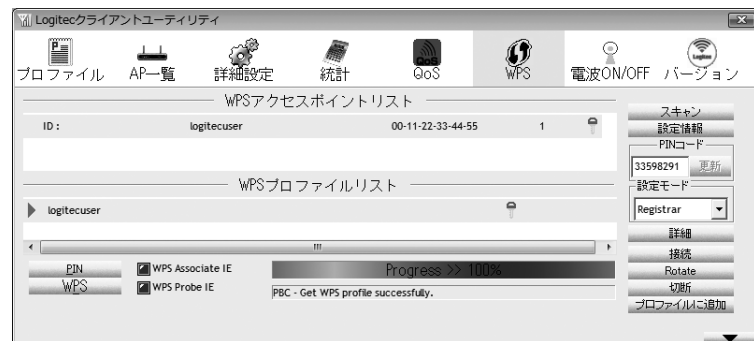 Logitecクライアントユーティリティ
プロファイル AP一覧 詳細設定 統計 QoS WPS 電波ON/OFF バージョン
WPSアクセスポイントリスト
ID : logitecuser 00-11-22-33-44-55 1
WPSプロファイルリスト
logitecuser
PIN WPS Associate IE Progress >> 100%
WPS WPS Probe IE PBC - Get WPS profile successfully.
スキャン
設定情報
PINコード
33598291 更新
設定モード
Registrar
詳細
接続
Rotate
切断
プロファイルに追加